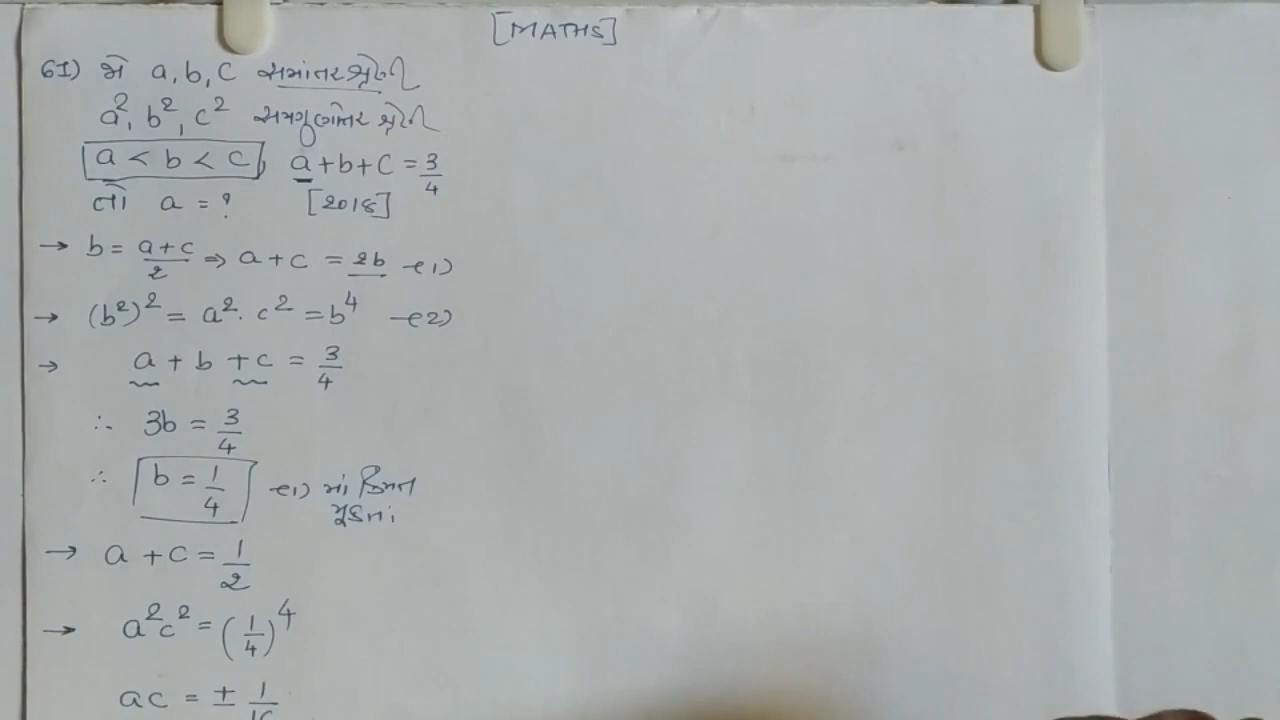 [MATHS]
61) જો a, b, c સમાંતર શ્રેણી
a², b², c² સમગુણોત્તર શ્રેણી
a < b < c, a + b + c = 3/4
તો a = ? [2018]
→ b = a+c/2 ⇒ a + c = 2b —(1)
→ (b²)² = a² . c² = b⁴ —(2)
→ a + b + c = 3/4
∴ 3b = 3/4
∴ b = 1/4 (1) માં કિંમત
મૂકતાં
→ a + c = 1/2
→ a²c² = (1/4)⁴
ac = ± 1/16